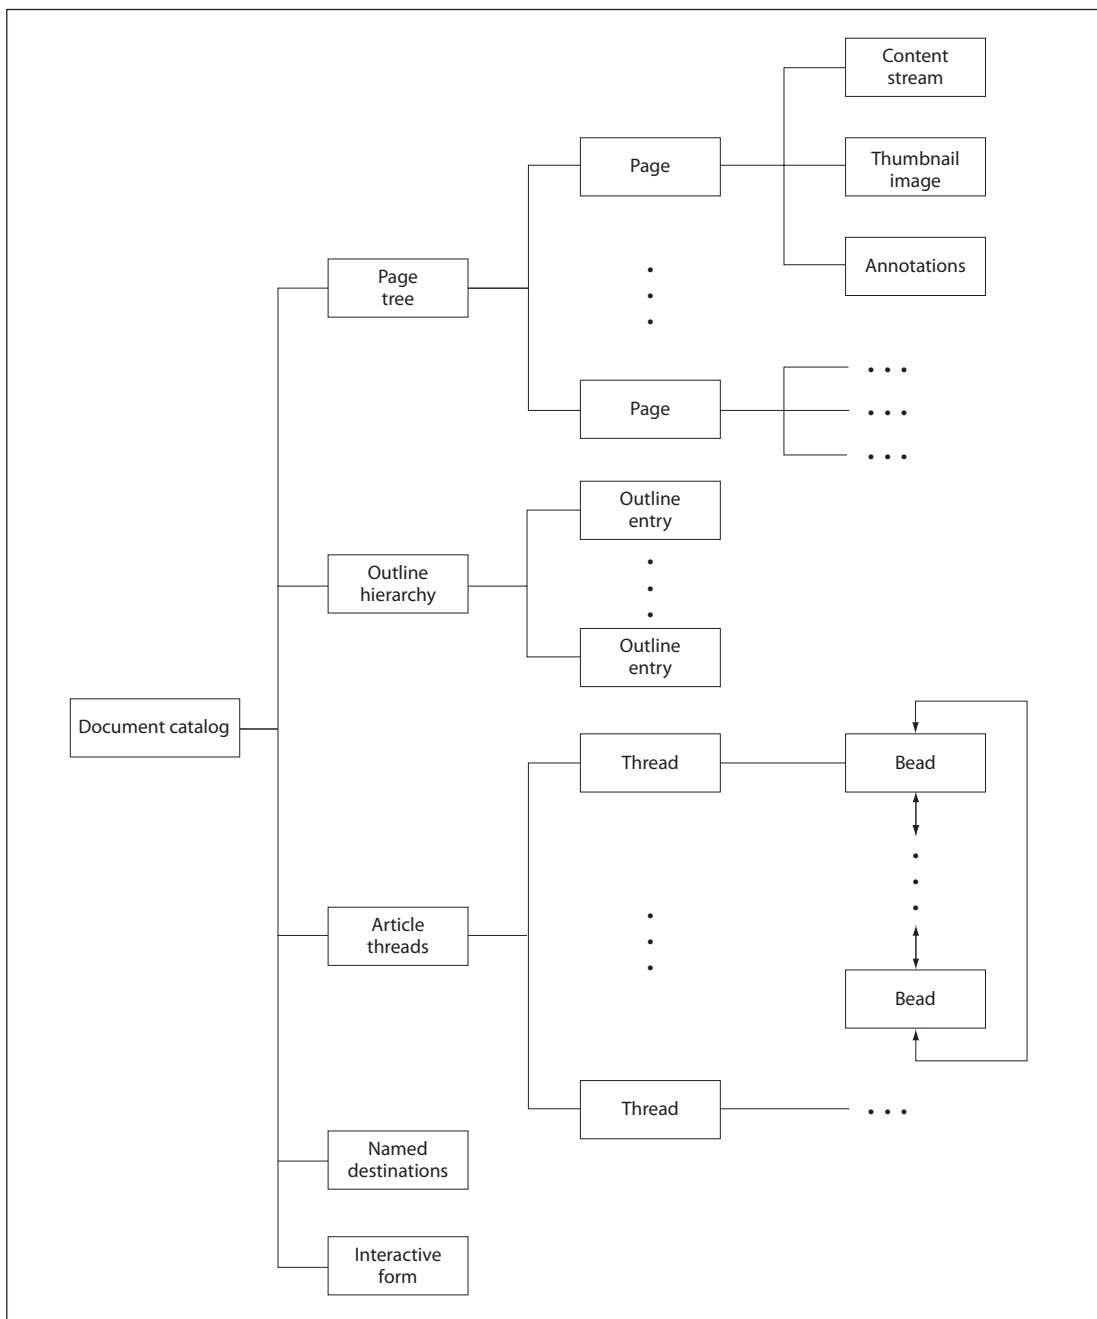 Content
stream
Page
Thumbnail
image
Annotations
Page
tree
Page
Outline
entry
Outline
hierarchy
Outline
entry
Document catalog
Thread
Bead
Article
threads
Bead
Thread
Named
destinations
Interactive
form